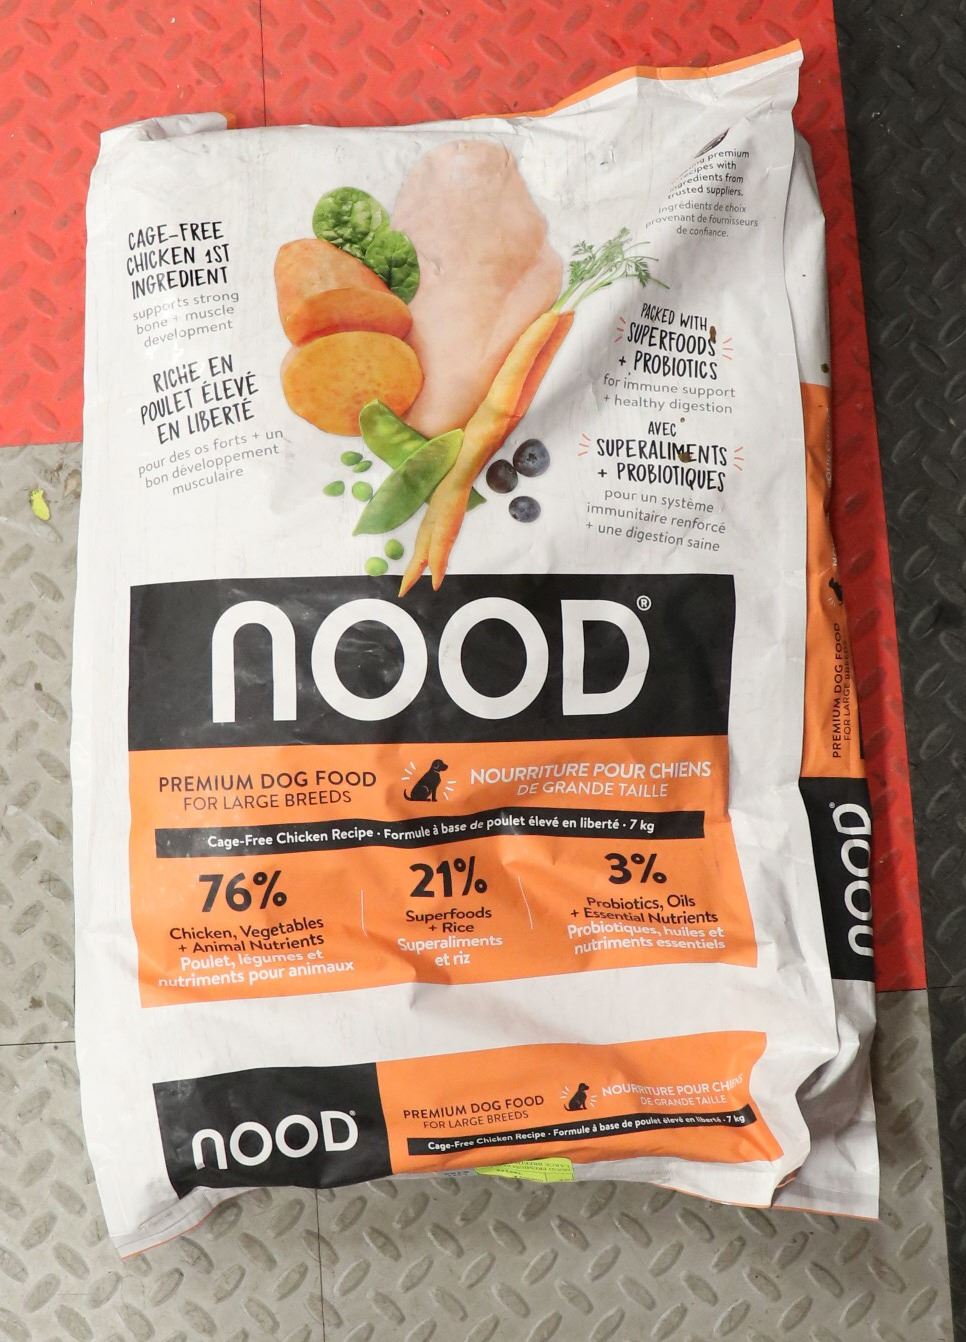 CAGE-FREE
CHICKEN 1ST
INGREDIENT
supports strong
bone + muscle
development
RICHE EN
POULET ÉLEVÉ
EN LIBERTÉ
pour des os forts + un
bon développement
musculaire
premium
recipes with
ingredients from
trusted suppliers.
Ingrédients de choix
provenant de fournisseurs
de confiance.
PACKED WITH
SUPERFOODS
+ PROBIOTICS
for immune support
+ healthy digestion
AVEC
SUPERALIMENTS
+ PROBIOTIQUES
pour un système
immunitaire renforcé
+ une digestion saine
NOOD®
PREMIUM DOG FOOD
FOR LARGE BREEDS
NOURRITURE POUR CHIENS
DE GRANDE TAILLE
Cage-Free Chicken Recipe · Formule à base de poulet élevé en liberté · 7 kg
76%
Chicken, Vegetables
+ Animal Nutrients
Poulet, légumes et
nutriments pour animaux
21%
Superfoods
+ Rice
Superaliments
et riz
3%
Probiotics, Oils
+ Essential Nutrients
Probiotiques, huiles et
nutriments essentiels
NOOD®
PREMIUM DOG FOOD
FOR LARGE BREEDS
NOURRITURE POUR CHIENS
DE GRANDE TAILLE
Cage-Free Chicken Recipe · Formule à base de poulet élevé en liberté · 7 kg
PREMIUM DOG FOOD
FOR LARGE BREEDS
NOOD®